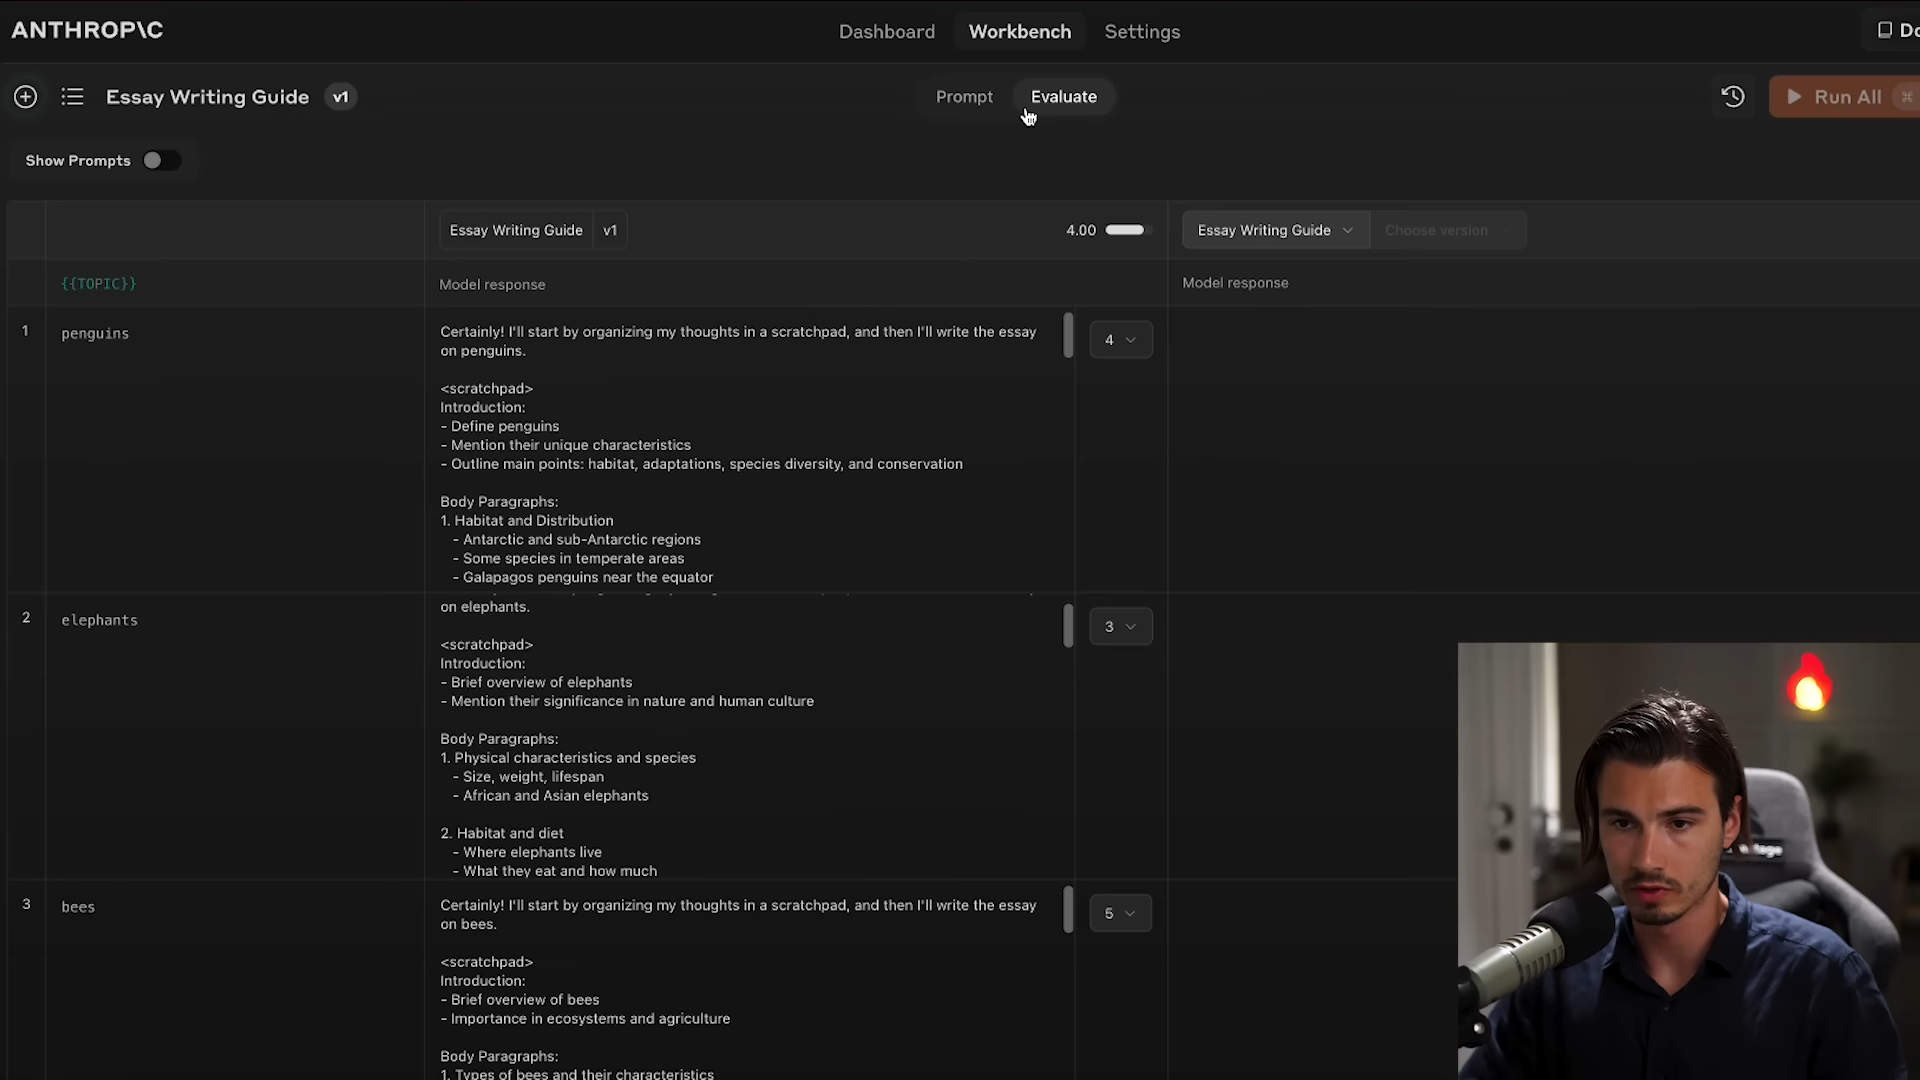 ANTHROP\C
Dashboard
Workbench
Settings
Essay Writing Guide
v1
Prompt
Evaluate
Run All
Show Prompts
Essay Writing Guide
v1
4.00
Essay Writing Guide
Choose version
{{TOPIC}}
Model response
Model response
1
penguins
Certainly! I'll start by organizing my thoughts in a scratchpad, and then I'll write the essay
on penguins.
<scratchpad>
Introduction:
- Define penguins
- Mention their unique characteristics
- Outline main points: habitat, adaptations, species diversity, and conservation
Body Paragraphs:
1. Habitat and Distribution
- Antarctic and sub-Antarctic regions
- Some species in temperate areas
- Galapagos penguins near the equator
4
2
elephants
on elephants.
<scratchpad>
Introduction:
- Brief overview of elephants
- Mention their significance in nature and human culture
Body Paragraphs:
1. Physical characteristics and species
- Size, weight, lifespan
- African and Asian elephants
2. Habitat and diet
- Where elephants live
- What they eat and how much
3
3
bees
Certainly! I'll start by organizing my thoughts in a scratchpad, and then I'll write the essay
on bees.
<scratchpad>
Introduction:
- Brief overview of bees
- Importance in ecosystems and agriculture
Body Paragraphs:
1. Types of bees and their characteristics
5